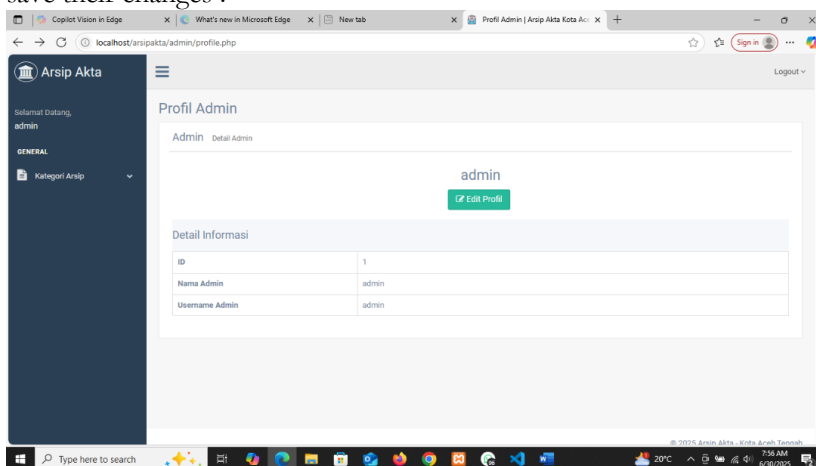 save their changes .
Copilot Vision in Edge
What's new in Microsoft Edge
New tab
Profil Admin | Arsip Akta Kota Ac
localhost/arsipakta/admin/profile.php
Sign in
Arsip Akta
Logout
Selamat Datang,
admin
GENERAL
Kategori Arsip
Profil Admin
Admin Detail Admin
admin
Edit Profil
Detail Informasi
ID 1
Nama Admin admin
Username Admin admin
© 2025 Arsip Akta - Kota Aceh Tengah
Type here to search
20°C
7:56 AM
6/30/2025